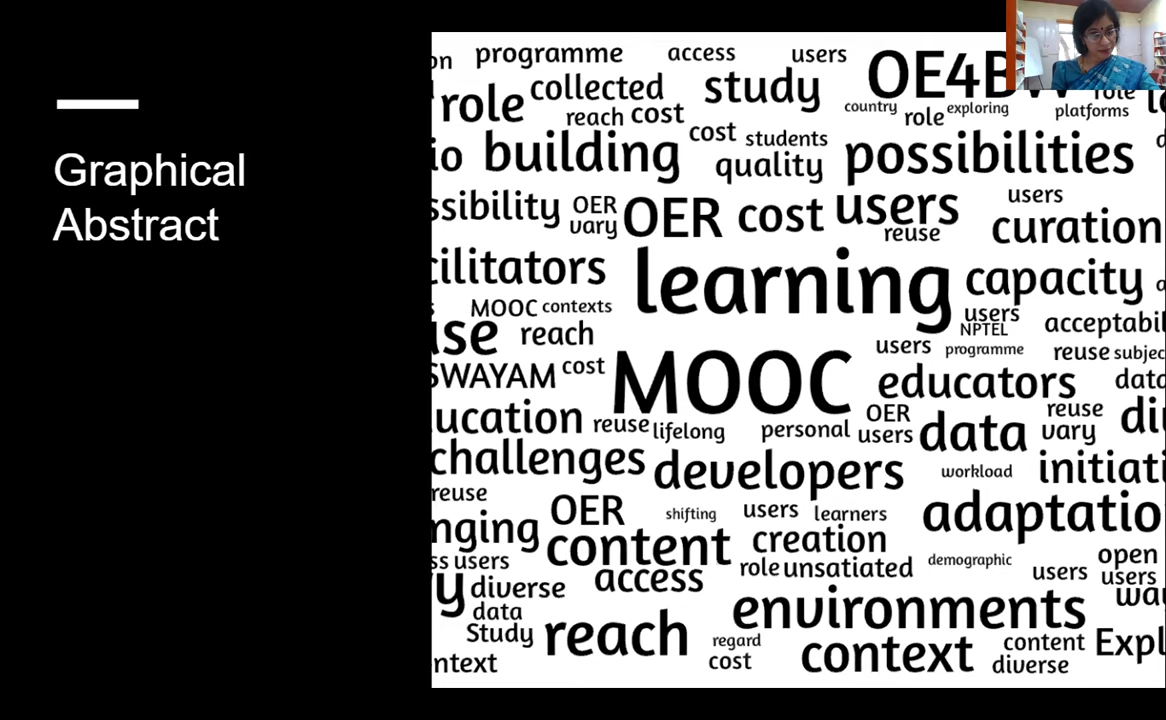 Graphical
Abstract
programme access users
role collected study OE4B
reach cost country role exploring platforms
building cost students quality possibilities
users
OER vary OER cost users reuse curation
learning capacity
MOOC contexts users NPTEL
reach
SWAYAM cost MOOC users programme reuse
educators
reuse lifelong personal OER users data reuse vary
challenges developers workload
reuse
OER shifting users learners
content creation
users access role unsatiated demographic open
diverse users users
data environments
Study reach regard content
cost context diverse